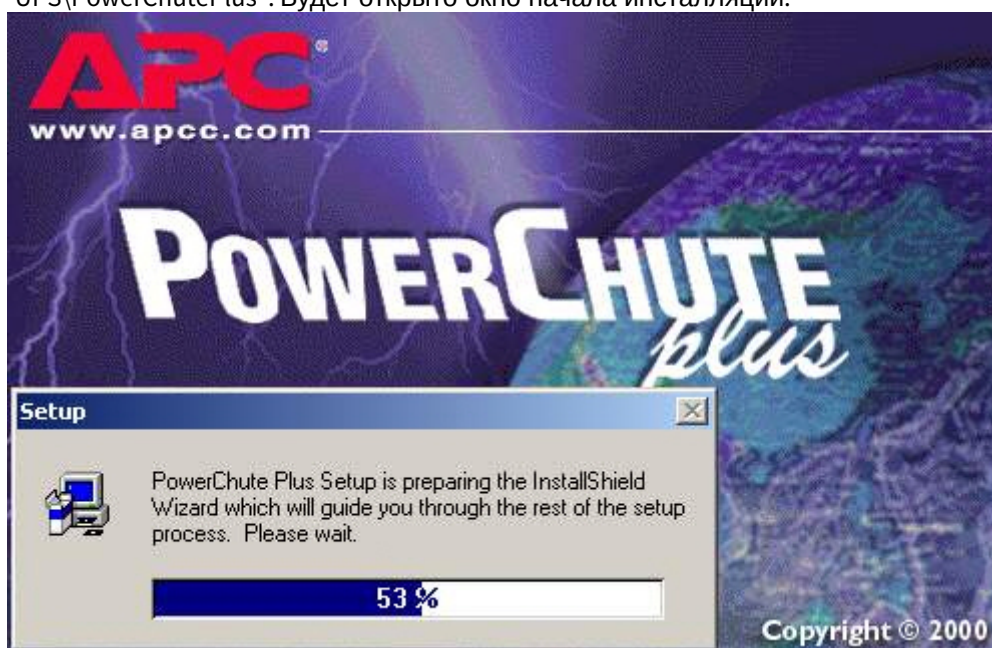 UPS\PowerChutePlus". Будет открыто окно начала инсталляции.
APC®
www.apcc.com
POWERCHUTE
plus
Setup
PowerChute Plus Setup is preparing the InstallShield
Wizard which will guide you through the rest of the setup
process. Please wait.
53 %
Copyright © 2000